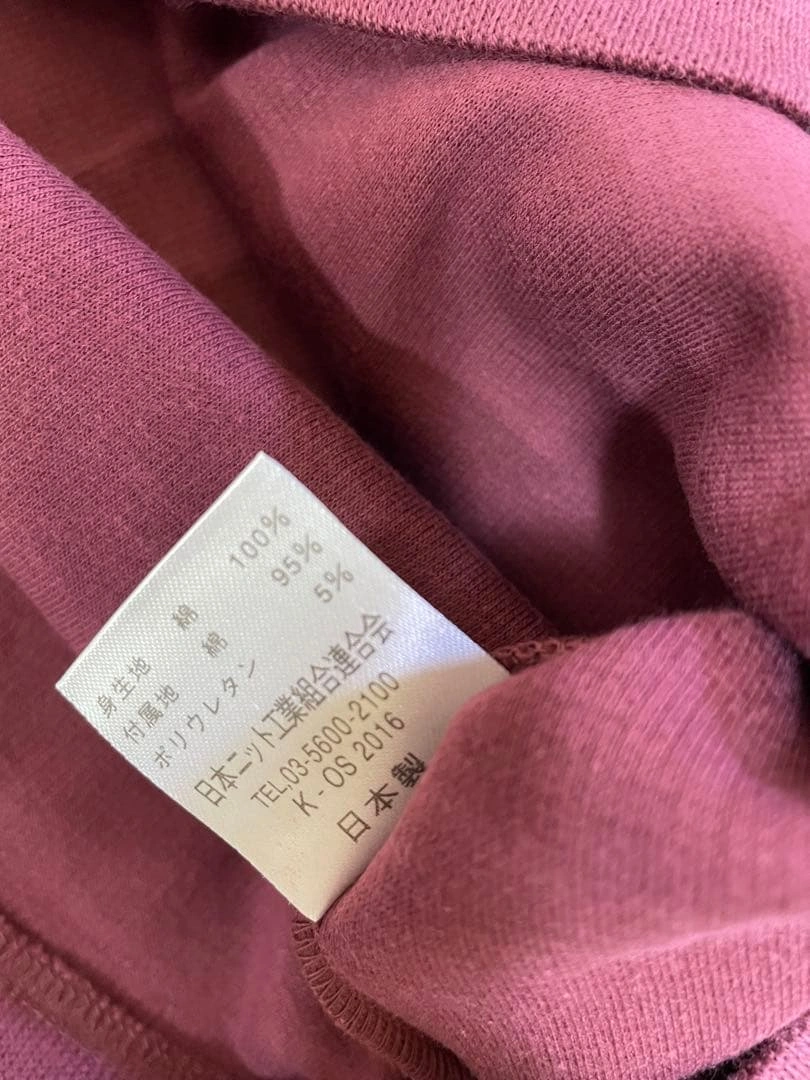 身生地 綿 100%
付属地 綿 95%
ポリウレタン 5%
日本ニット工業組合連合会
TEL,03-5600-2100
K - OS 2016
日本製